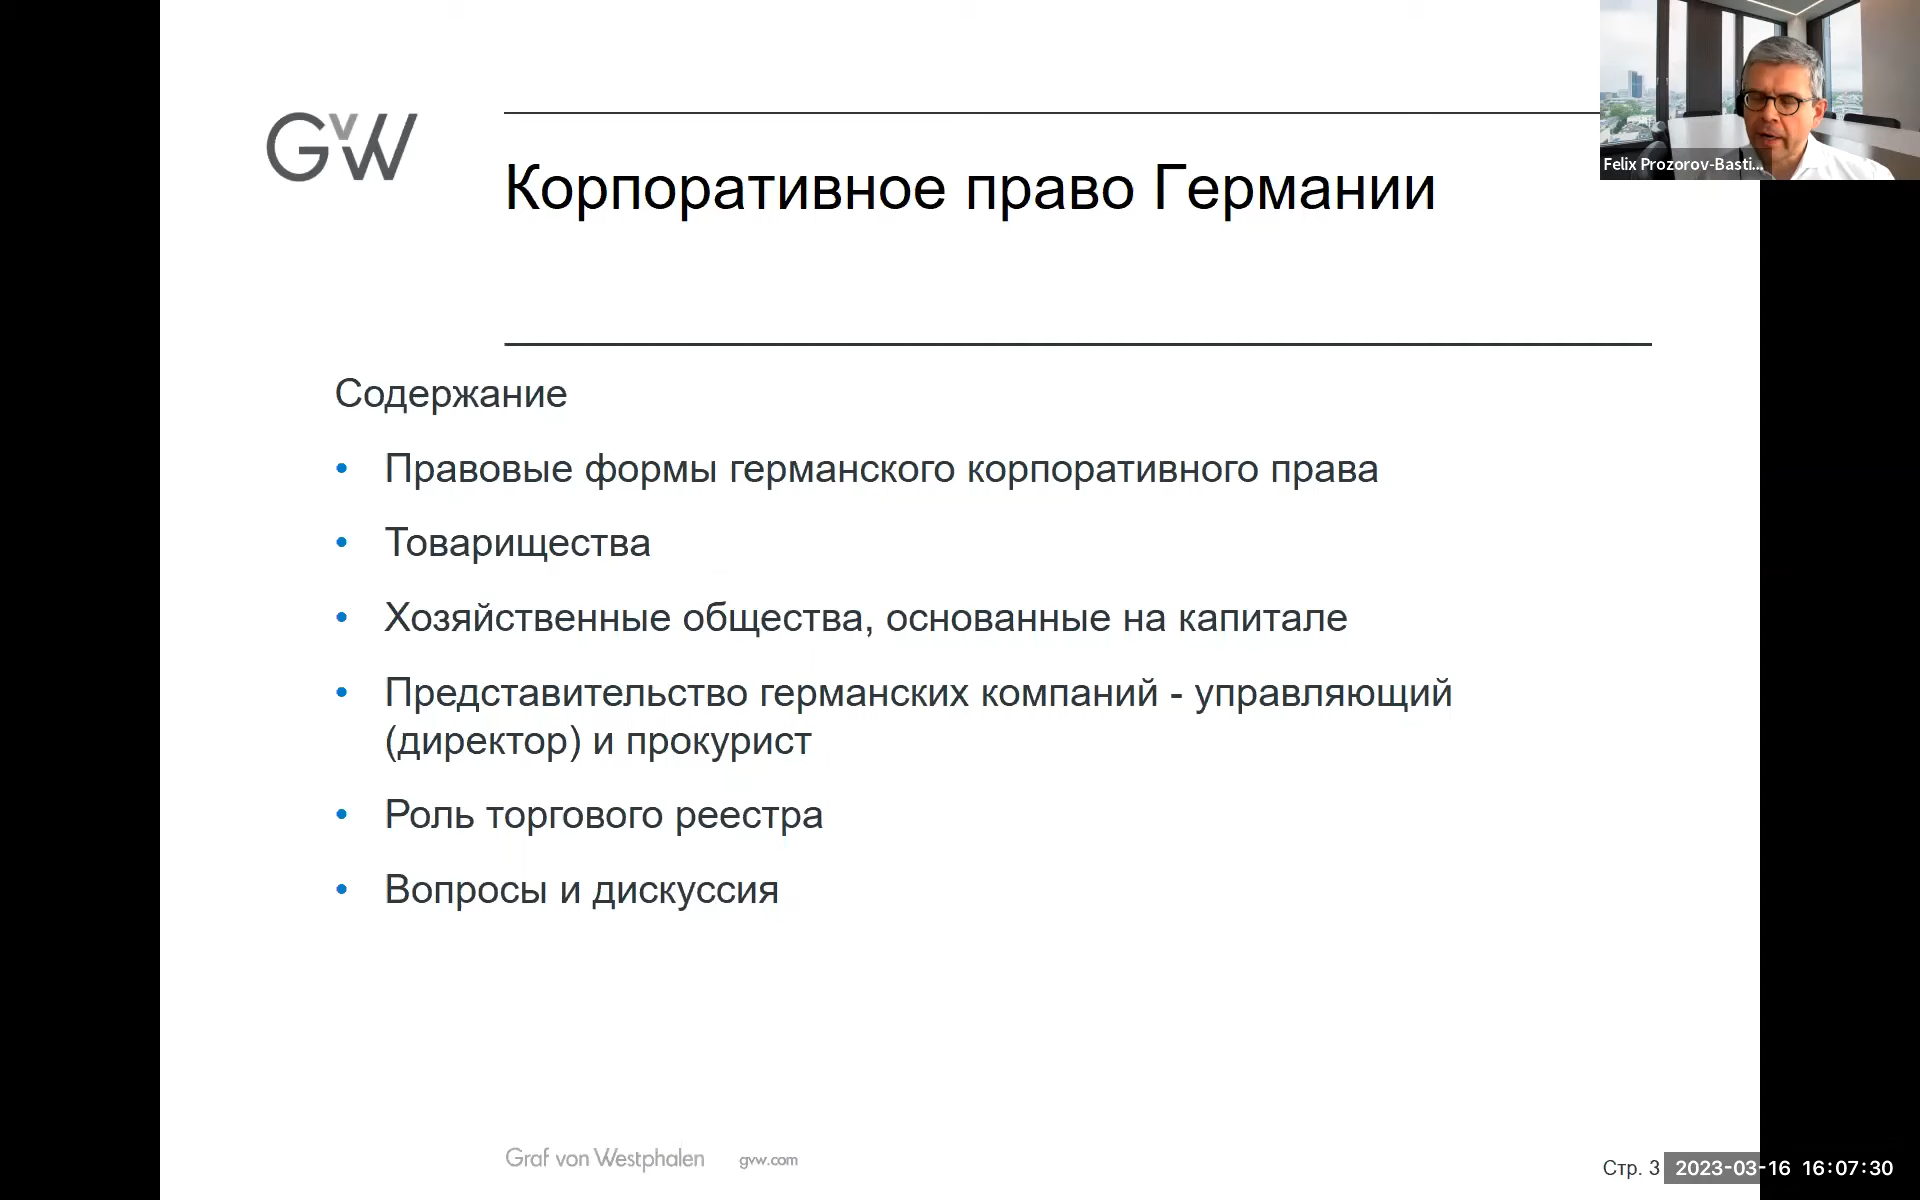 GvW
Felix Prozorov-Basti...
Корпоративное право Германии
Содержание
• Правовые формы германского корпоративного права
• Товарищества
• Хозяйственные общества, основанные на капитале
• Представительство германских компаний - управляющий
(директор) и прокурист
• Роль торгового реестра
• Вопросы и дискуссия
Graf von Westphalen gvw.com
Стр. 3 2023-03-16 16:07:30